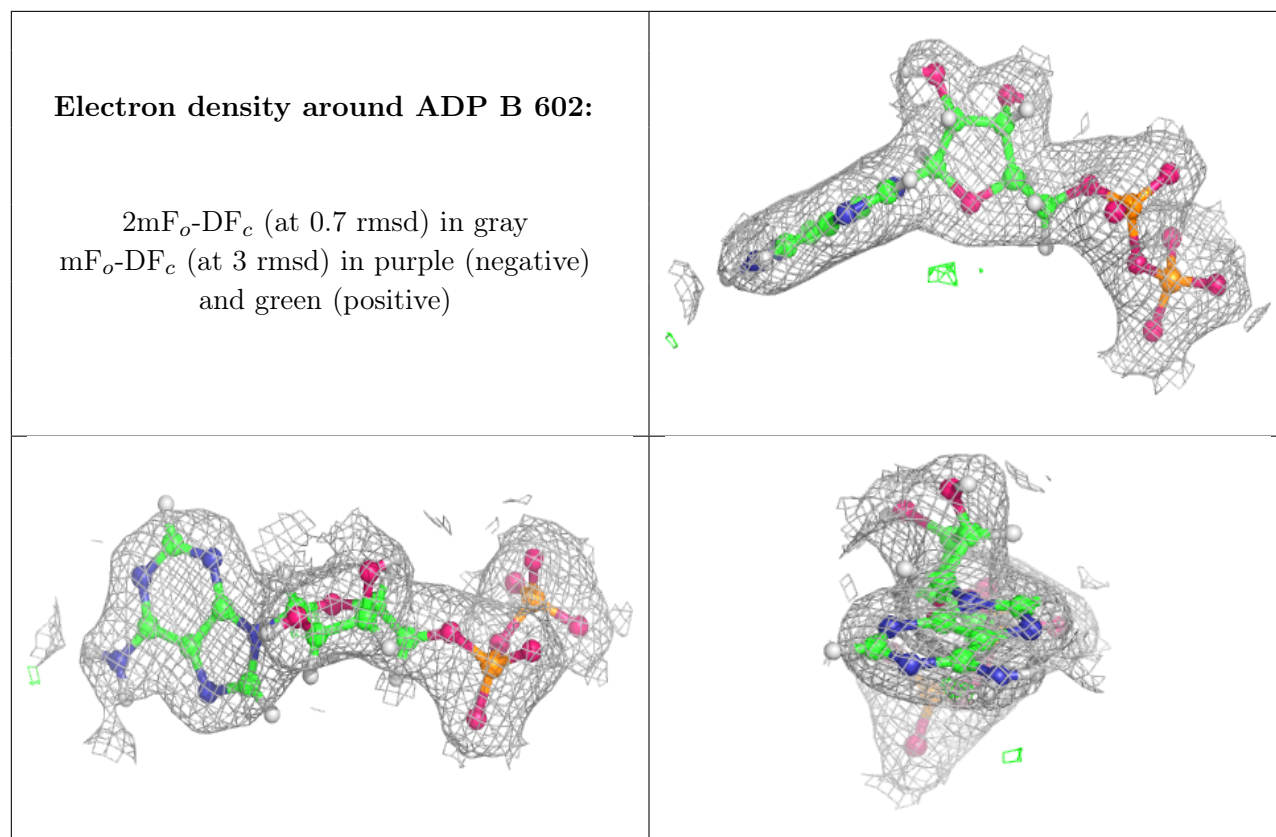 Electron density around ADP B 602:
2mFo-DFc (at 0.7 rmsd) in gray
mFo-DFc (at 3 rmsd) in purple (negative)
and green (positive)